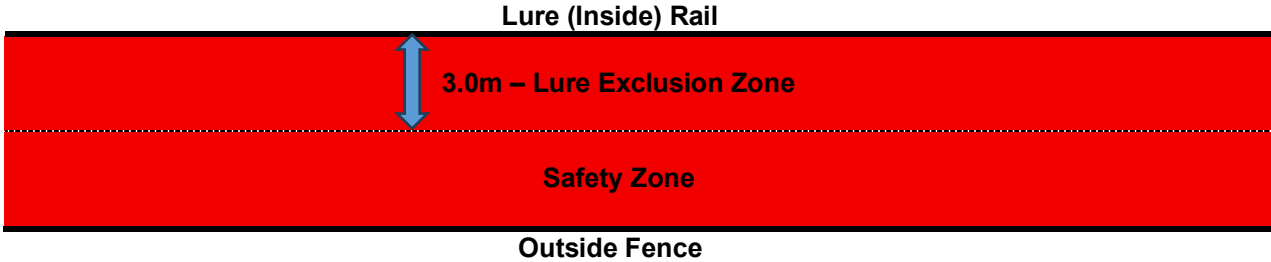 Lure (Inside) Rail
3.0m – Lure Exclusion Zone
Safety Zone
Outside Fence